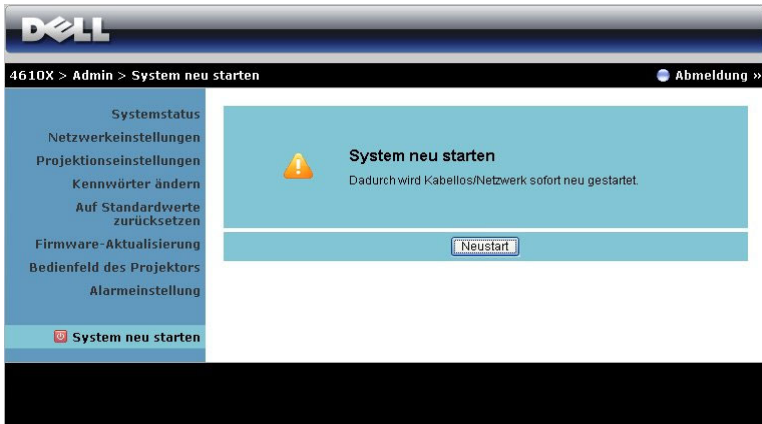 DELL
4610X > Admin > System neu starten
Abmeldung »
Systemstatus
Netzwerkeinstellungen
Projektionseinstellungen
Kennwörter ändern
Auf Standardwerte
zurücksetzen
Firmware-Aktualisierung
Bedienfeld des Projektors
Alarmeinstellung
System neu starten
System neu starten
Dadurch wird Kabellos/Netzwerk sofort neu gestartet.
Neustart